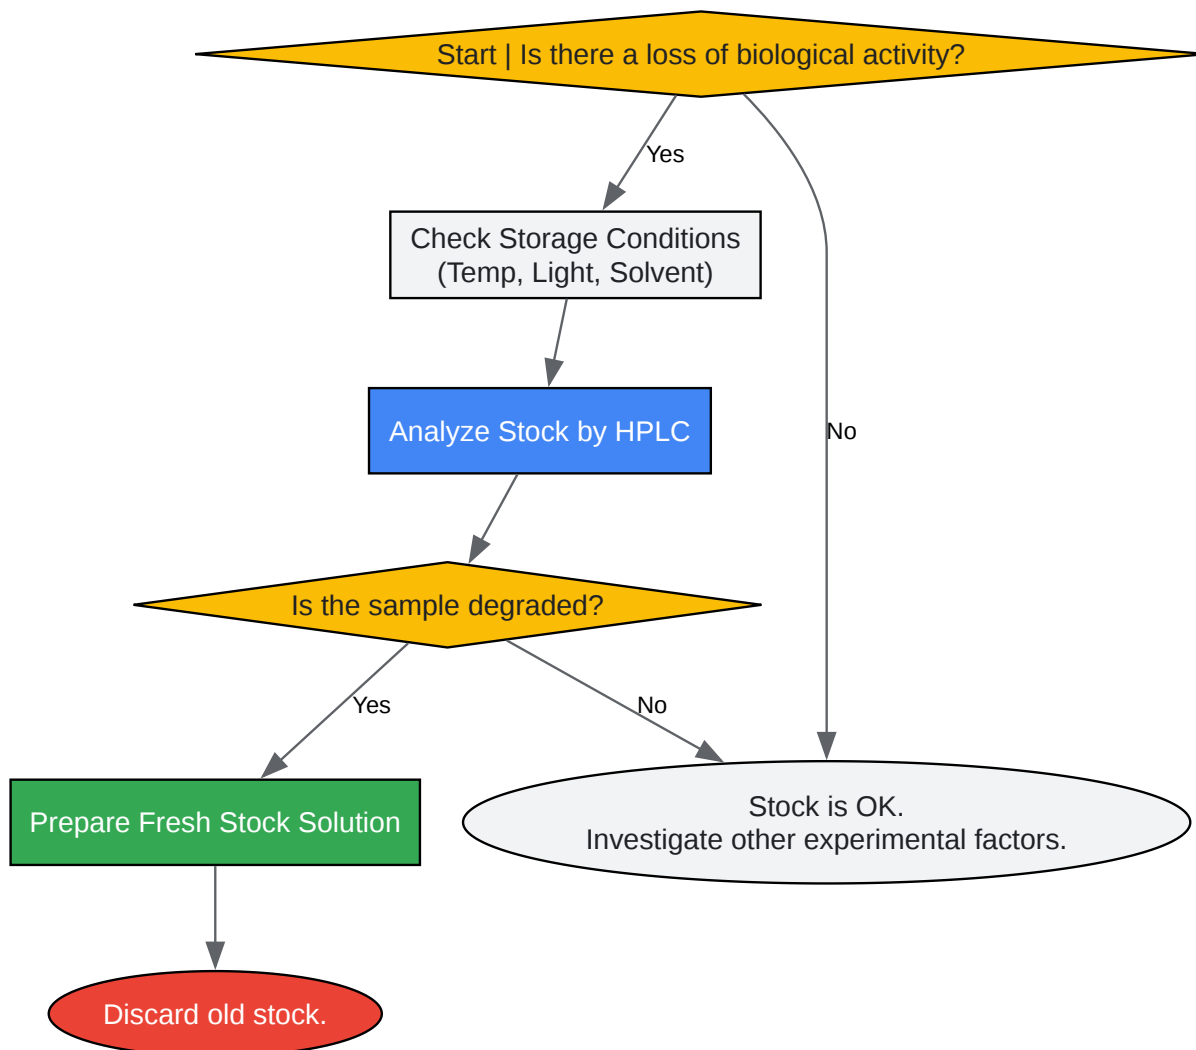 Start | Is there a loss of biological activity?
Yes
Check Storage Conditions
(Temp, Light, Solvent)
Analyze Stock by HPLC
No
Is the sample degraded?
Yes
No
Prepare Fresh Stock Solution
Stock is OK.
Investigate other experimental factors.
Discard old stock.